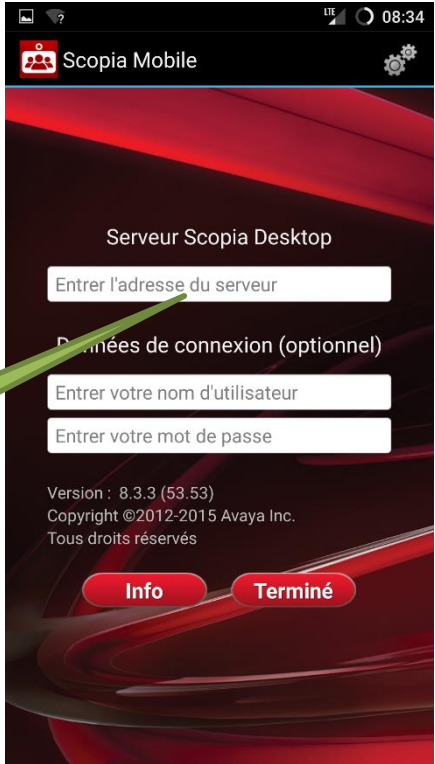 ? LTE 08:34
Scopia Mobile
Serveur Scopia Desktop
Entrer l'adresse du serveur
Données de connexion (optionnel)
Entrer votre nom d'utilisateur
Entrer votre mot de passe
Version : 8.3.3 (53.53)
Copyright ©2012-2015 Avaya Inc.
Tous droits réservés
Info Terminé